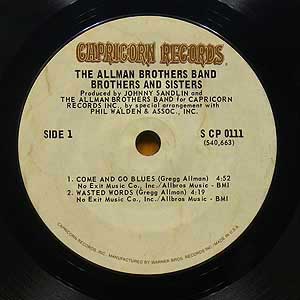 CAPRICORN RECORDS
THE ALLMAN BROTHERS BAND
BROTHERS AND SISTERS
Produced by JOHNNY SANDLIN and
THE ALLMAN BROTHERS BAND for CAPRICORN
RECORDS INC., by special arrangement with
PHIL WALDEN & ASSOC., INC.
SIDE 1
S CP 0111
(S40,663)
1. COME AND GO BLUES (Gregg Allman) 4:52
No Exit Music Co., Inc./Allbros Music - BMI
2. WASTED WORDS (Gregg Allman) 4:19
No Exit Music Co., Inc./Allbros Music - BMI
CAPRICORN RECORDS, INC., MANUFACTURED BY WARNER BROS. RECORDS INC. MADE IN U.S.A.